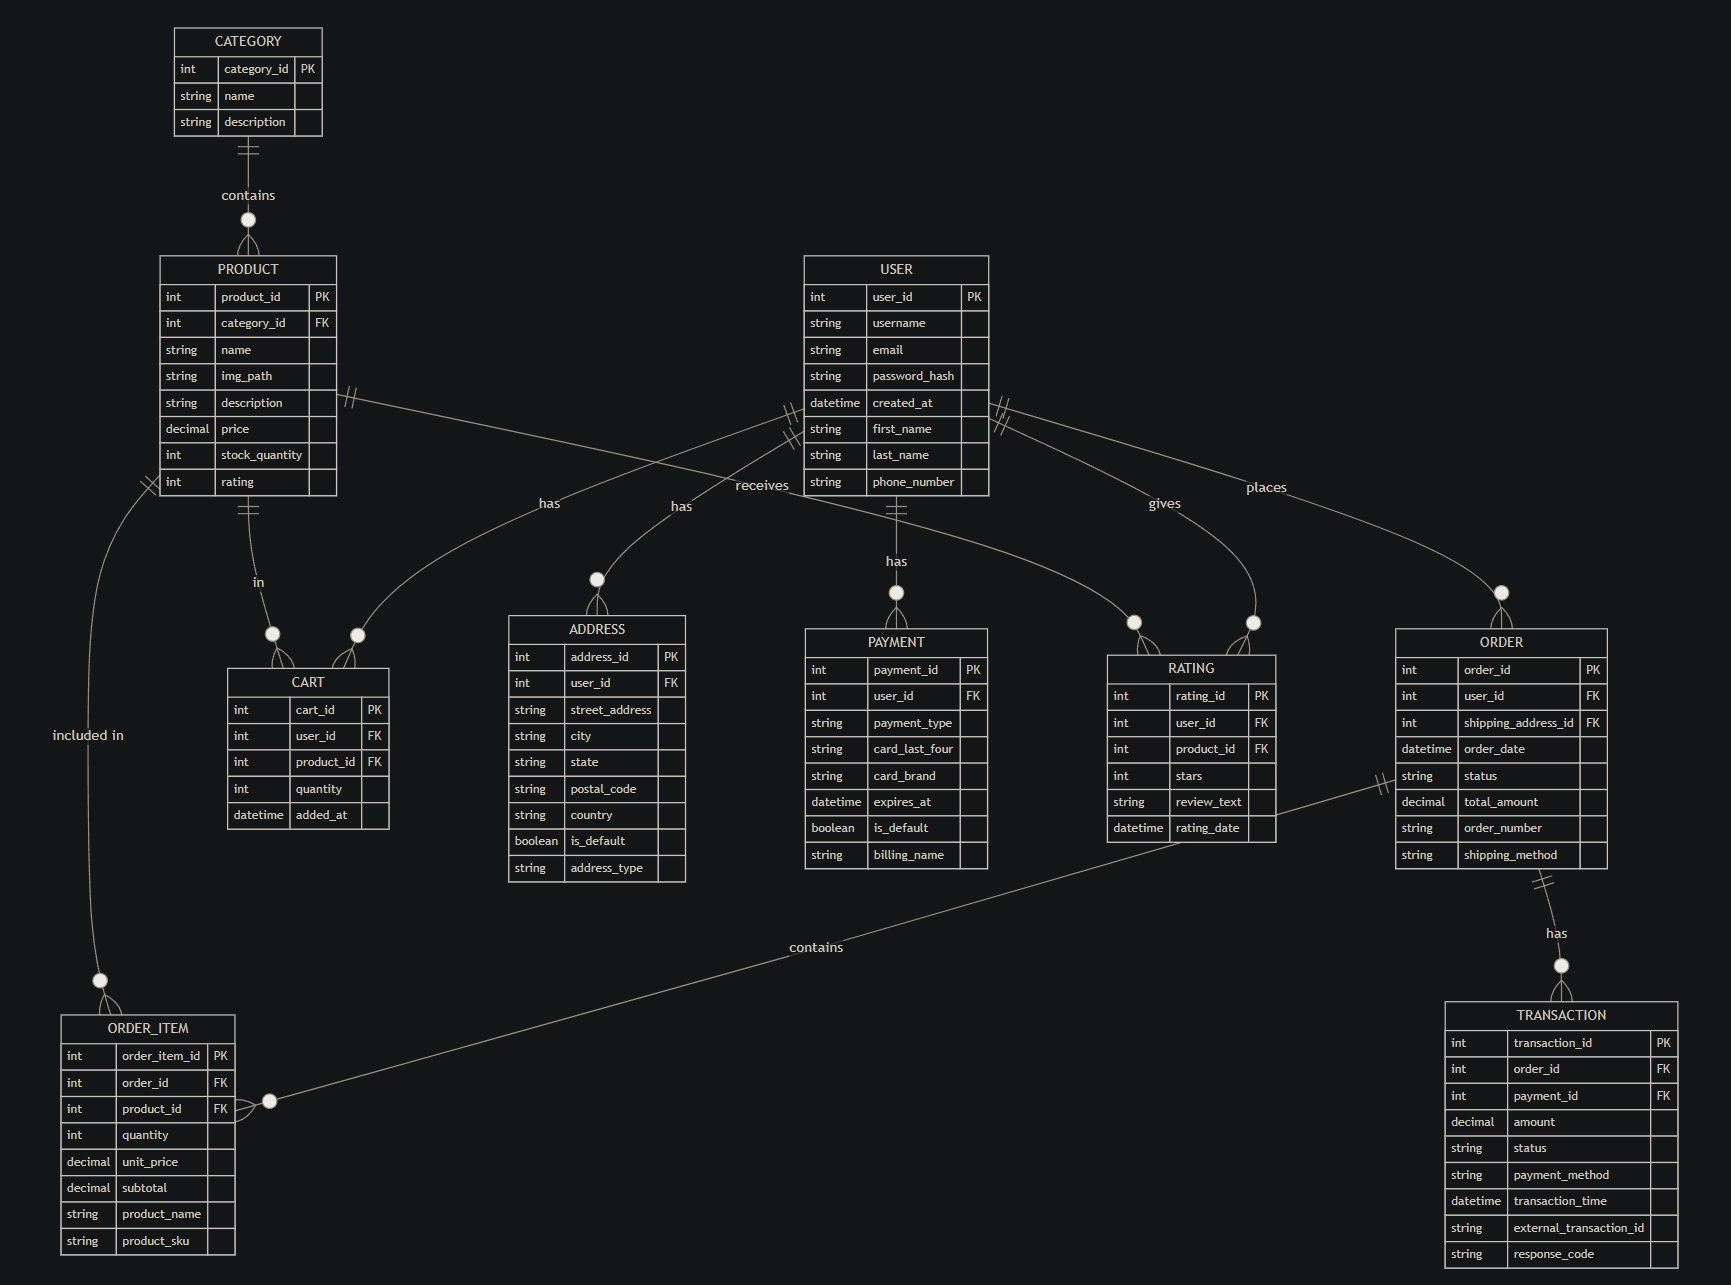 CATEGORY
int category_id PK
string name
string description
contains
PRODUCT
int product_id PK
int category_id FK
string name
string img_path
string description
decimal price
int stock_quantity
int rating
USER
int user_id PK
string username
string email
string password_hash
datetime created_at
string first_name
string last_name
string phone_number
has
has
receives
gives
places
in
has
included in
CART
int cart_id PK
int user_id FK
int product_id FK
int quantity
datetime added_at
ADDRESS
int address_id PK
int user_id FK
string street_address
string city
string state
string postal_code
string country
boolean is_default
string address_type
PAYMENT
int payment_id PK
int user_id FK
string payment_type
string card_last_four
string card_brand
datetime expires_at
boolean is_default
string billing_name
RATING
int rating_id PK
int user_id FK
int product_id FK
int stars
string review_text
datetime rating_date
ORDER
int order_id PK
int user_id FK
int shipping_address_id FK
datetime order_date
string status
decimal total_amount
string order_number
string shipping_method
contains
has
ORDER_ITEM
int order_item_id PK
int order_id FK
int product_id FK
int quantity
decimal unit_price
decimal subtotal
string product_name
string product_sku
TRANSACTION
int transaction_id PK
int order_id FK
int payment_id FK
decimal amount
string status
string payment_method
datetime transaction_time
string external_transaction_id
string response_code